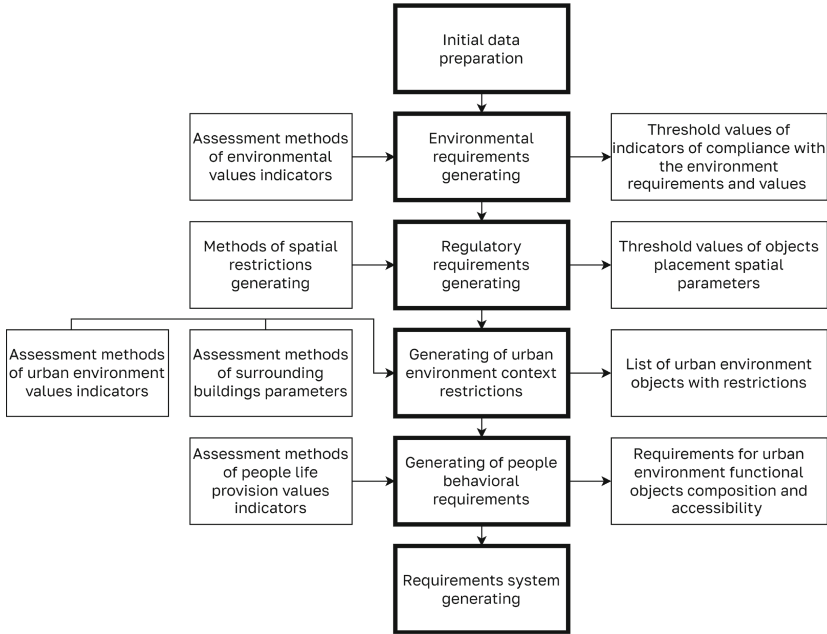 Initial data
preparation
Assessment methods
of environmental
values indicators
Environmental
requirements
generating
Threshold values of
indicators of compliance with
the environment
requirements and values
Methods of spatial
restrictions
generating
Regulatory
requirements
generating
Threshold values of objects
placement spatial
parameters
Assessment methods
of urban environment
values indicators
Assessment methods
of surrounding
buildings parameters
Generating of urban
environment context
restrictions
List of urban environment
objects with restrictions
Assessment methods
of people life
provision values
indicators
Generating of people
behavioral
requirements
Requirements for urban
environment functional
objects composition and
accessibility
Requirements system
generating